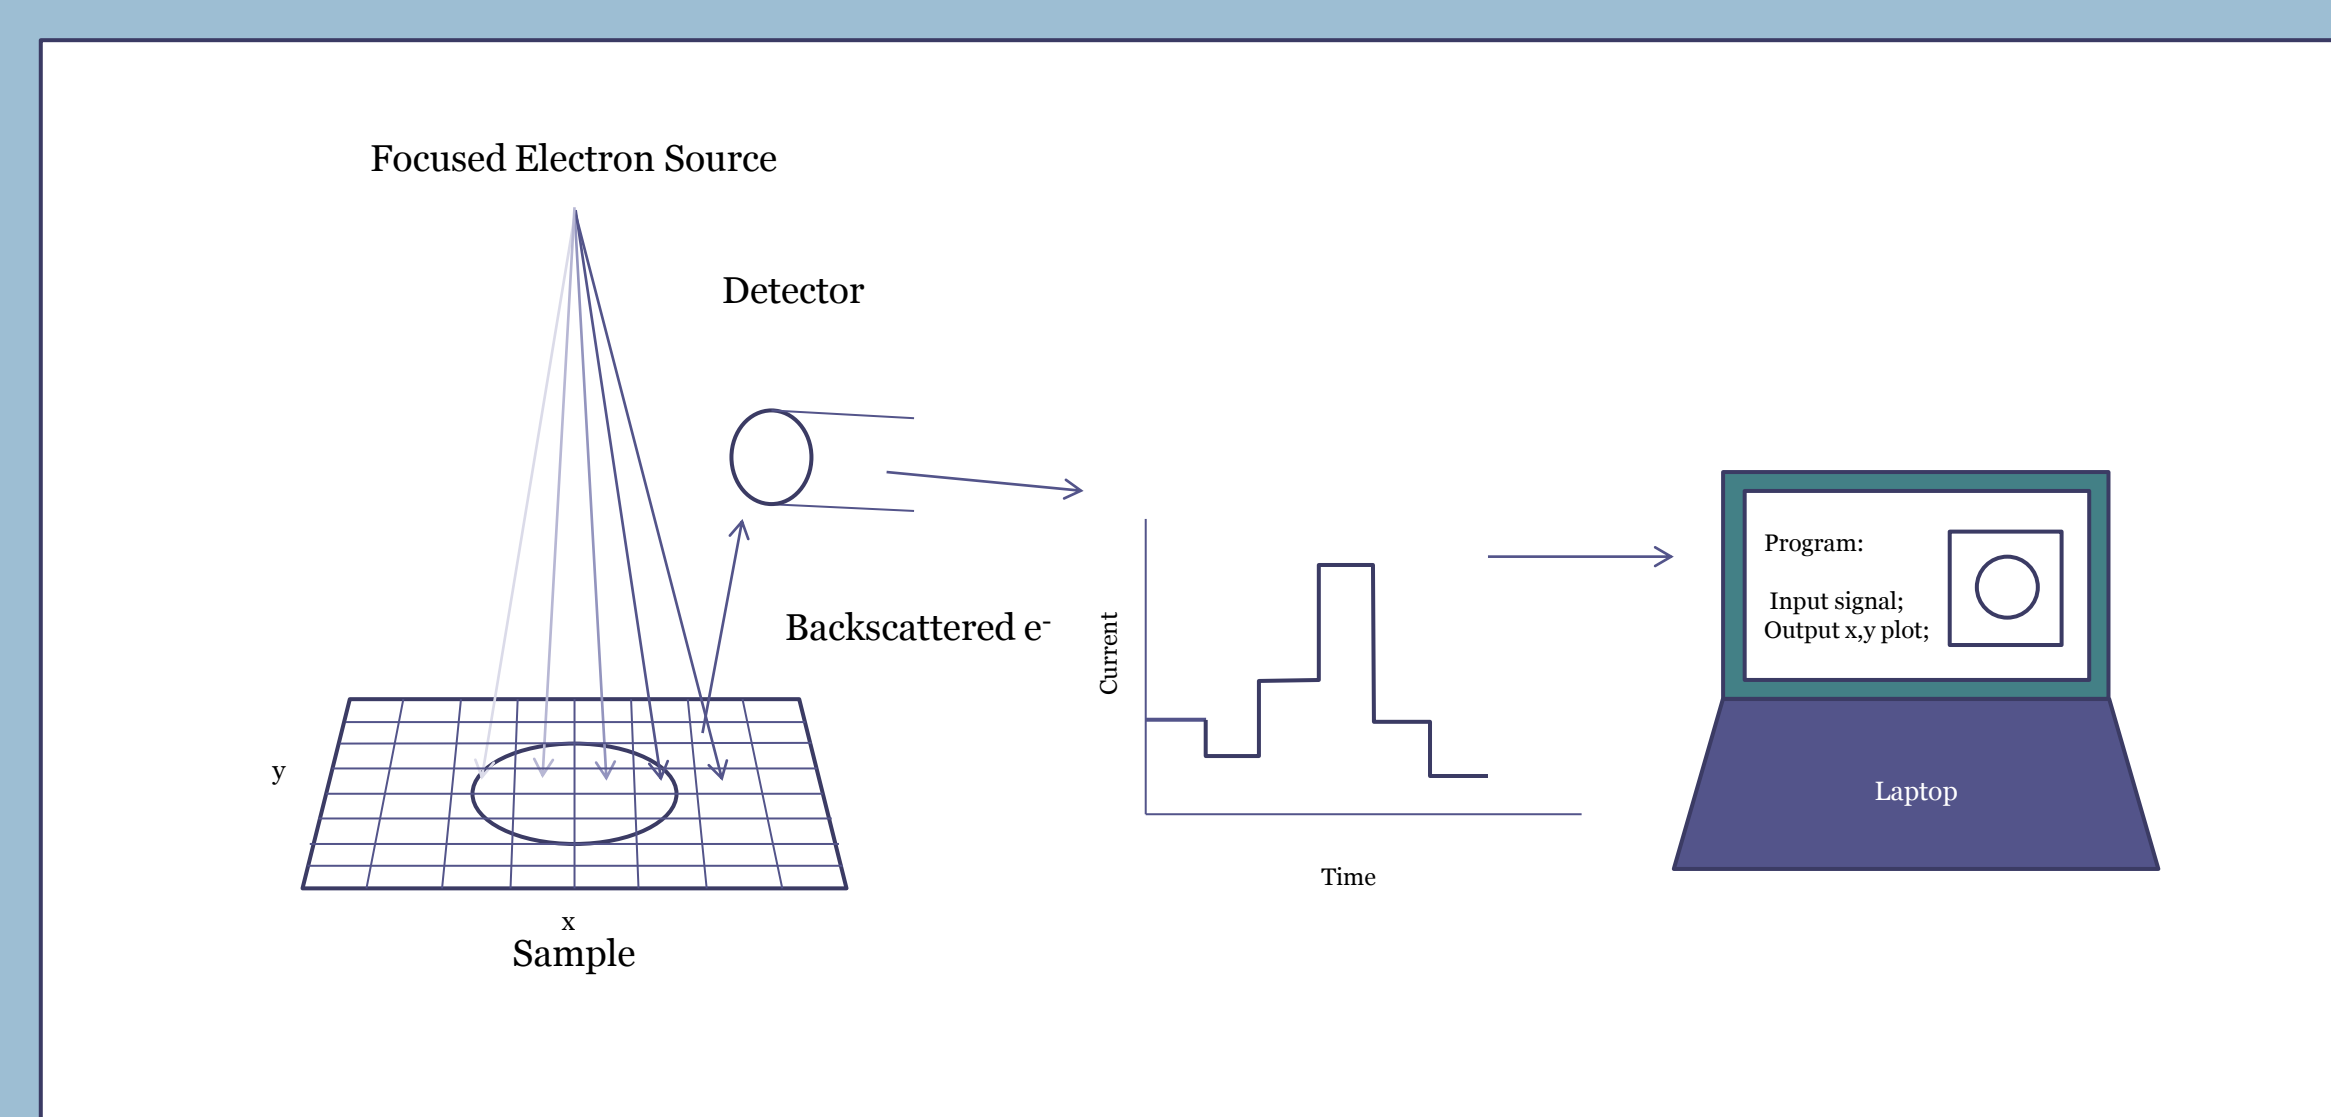 Focused Electron Source
Detector
Backscattered e-
y
x
Sample
Current
Time
Program:
Input signal;
Output x,y plot;
Laptop